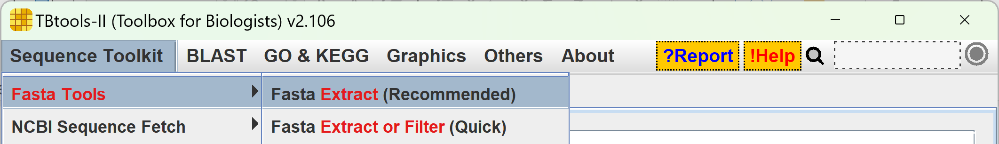 TBtools-II (Toolbox for Biologists) v2.106
Sequence Toolkit BLAST GO & KEGG Graphics Others About ?Report !Help
Fasta Tools Fasta Extract (Recommended)
NCBI Sequence Fetch Fasta Extract or Filter (Quick)